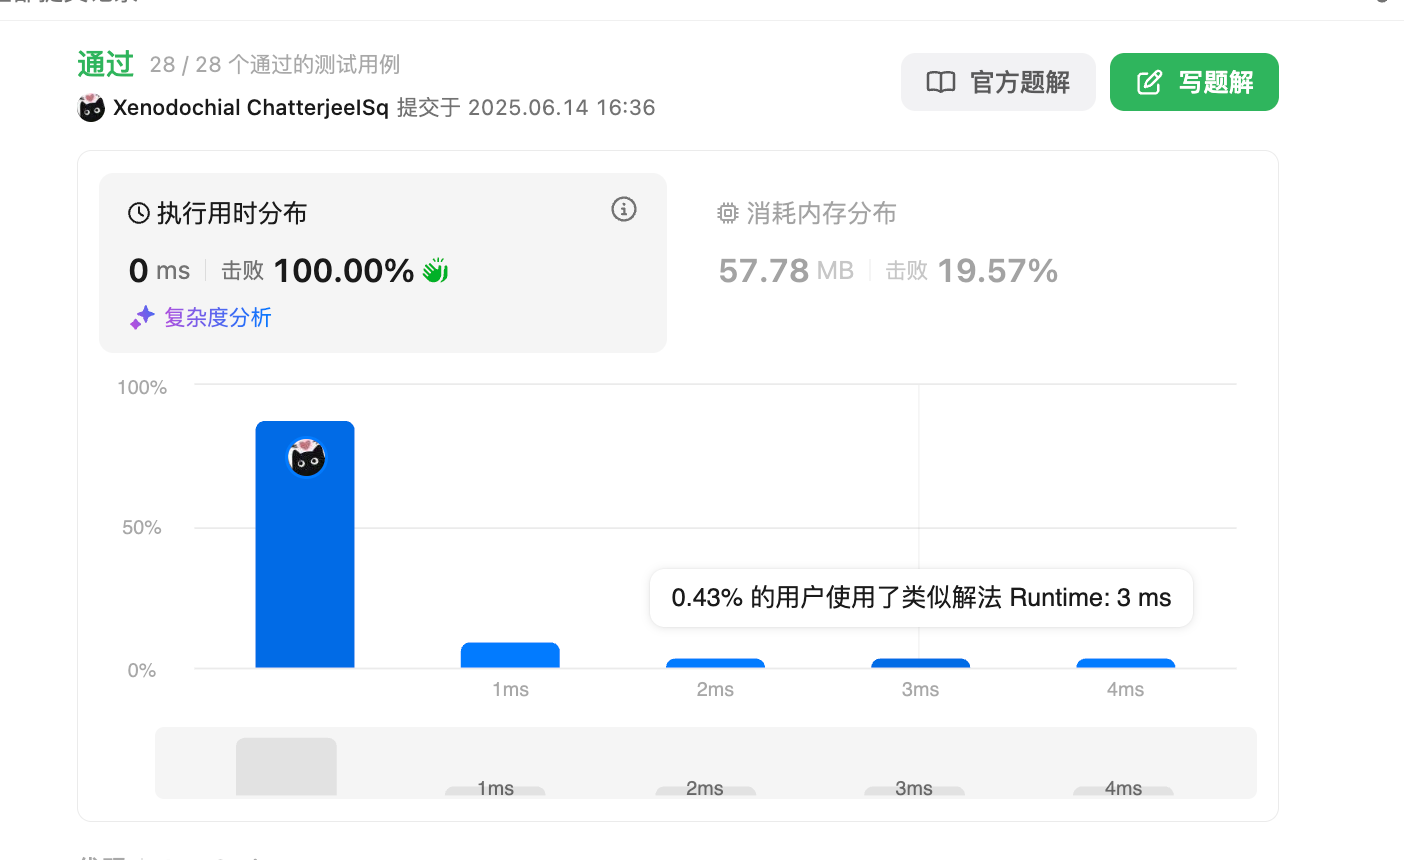 通过 28 / 28 个通过的测试用例
官方题解
写题解
Xenodochial ChatterjeeISq 提交于 2025.06.14 16:36
执行用时分布
0 ms 击败 100.00%
复杂度分析
消耗内存分布
57.78 MB 击败 19.57%
100%
50%
0%
0.43% 的用户使用了类似解法 Runtime: 3 ms
1ms 2ms 3ms 4ms
1ms 2ms 3ms 4ms